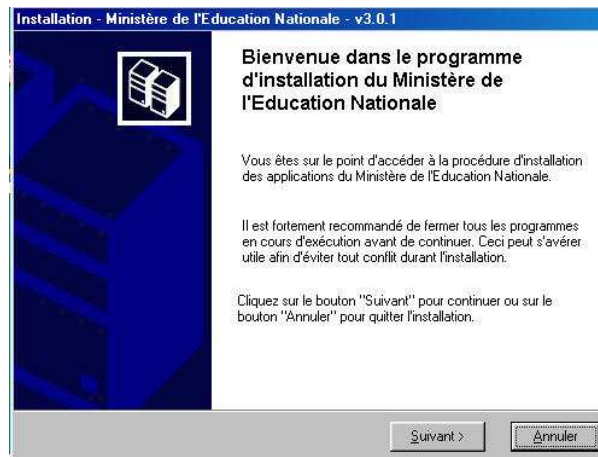 Installation - Ministère de l'Education Nationale - v3.0.1
Bienvenue dans le programme
d'installation du Ministère de
l'Education Nationale
Vous êtes sur le point d'accéder à la procédure d'installation
des applications du Ministère de l'Education Nationale.
Il est fortement recommandé de fermer tous les programmes
en cours d'exécution avant de continuer. Ceci peut s'avérer
utile afin d'éviter tout conflit durant l'installation.
Cliquez sur le bouton "Suivant" pour continuer ou sur le
bouton "Annuler" pour quitter l'installation.
Suivant >
Annuler